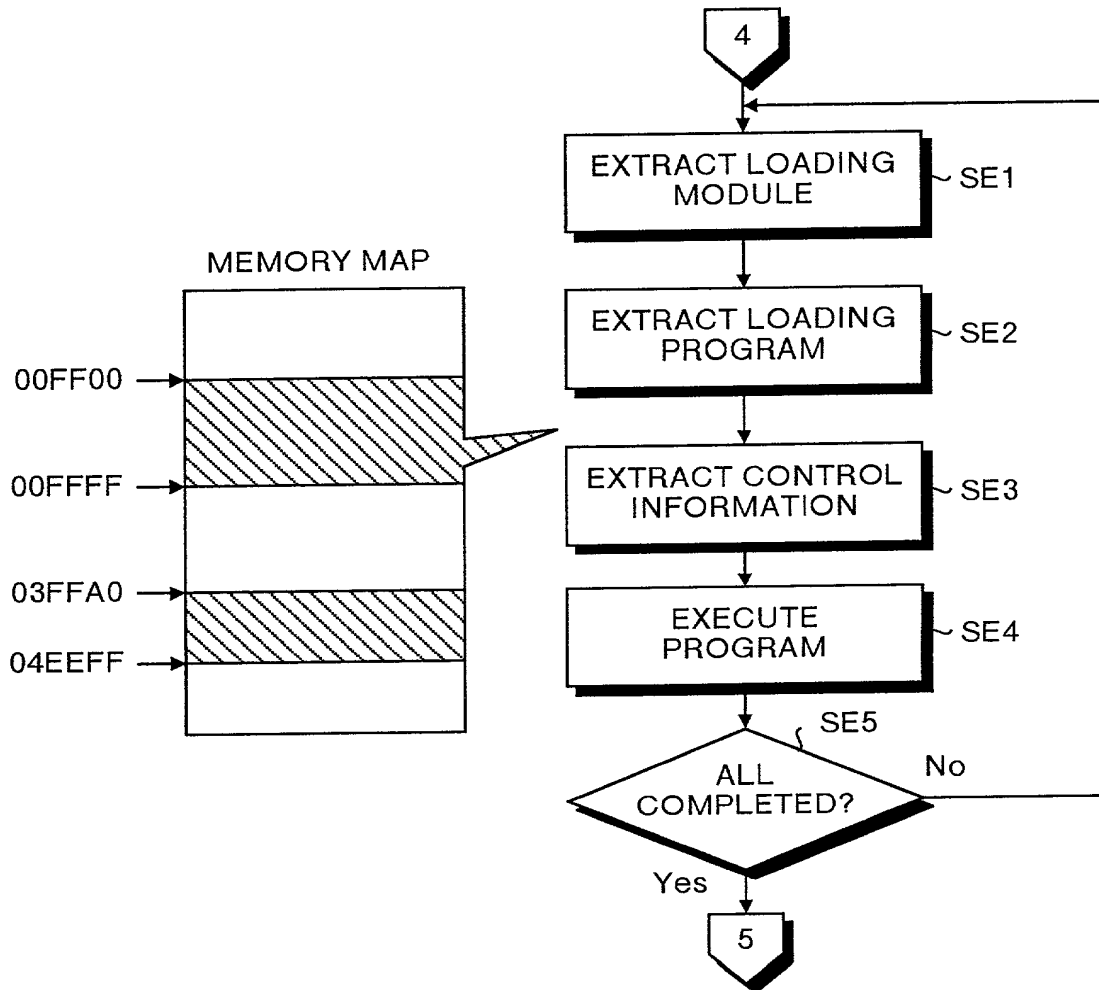 4
EXTRACT LOADING
MODULE
SE1
MEMORY MAP
EXTRACT LOADING
PROGRAM
SE2
00FF00
00FFFF
EXTRACT CONTROL
INFORMATION
SE3
03FFA0
04EEFF
EXECUTE
PROGRAM
SE4
SE5
ALL
COMPLETED?
No
Yes
5